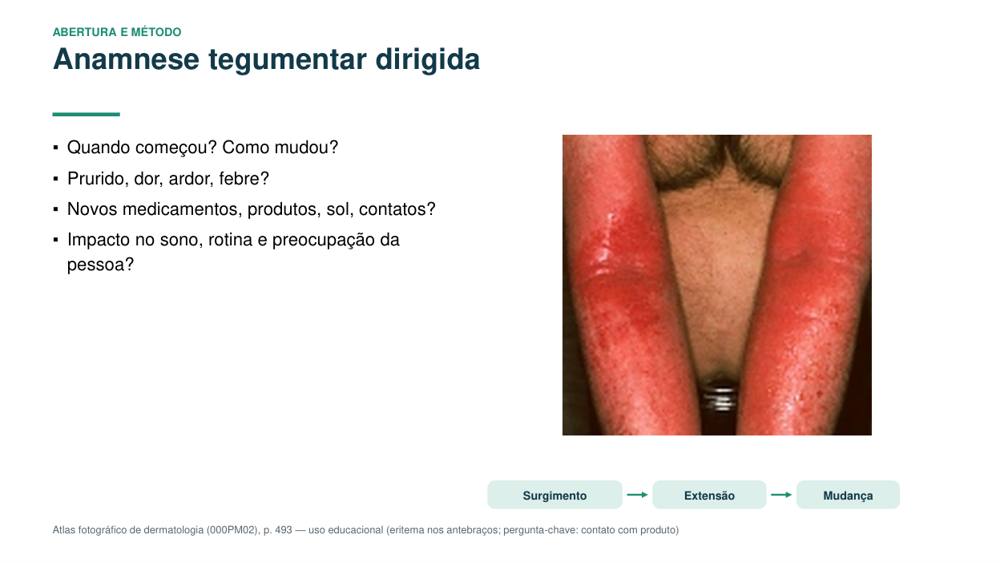 ABERTURA E MÉTODO
Anamnese tegumentar dirigida
▪ Quando começou? Como mudou?
▪ Prurido, dor, ardor, febre?
▪ Novos medicamentos, produtos, sol, contatos?
▪ Impacto no sono, rotina e preocupação da
pessoa?
Surgimento
Extensão
Mudança
Atlas fotográfico de dermatologia (000PM02), p. 493 — uso educacional (eritema nos antebraços; pergunta-chave: contato com produto)